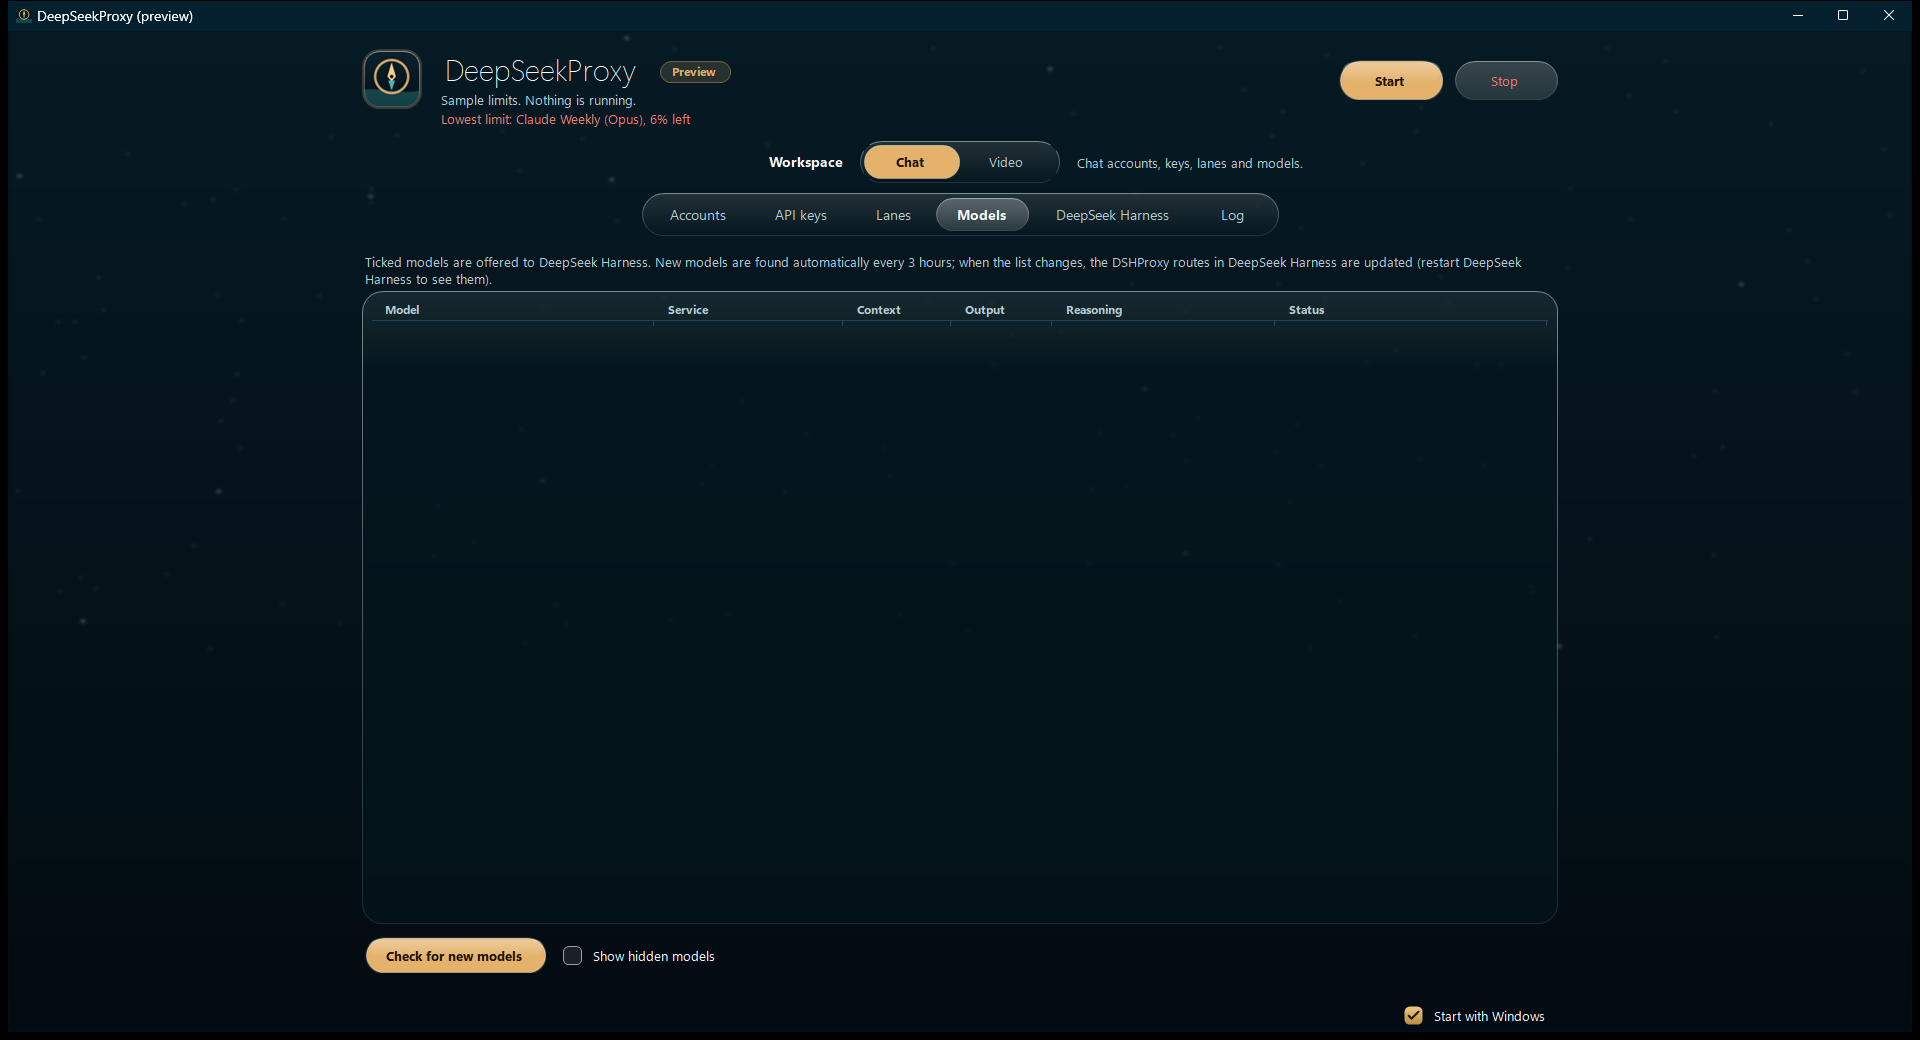 DeepSeekProxy (preview)
DeepSeekProxy
Preview
Sample limits. Nothing is running.
Lowest limit: Claude Weekly (Opus), 6% left
Start
Stop
Workspace
Chat
Video
Chat accounts, keys, lanes and models.
Accounts
API keys
Lanes
Models
DeepSeek Harness
Log
Ticked models are offered to DeepSeek Harness. New models are found automatically every 3 hours; when the list changes, the DSHProxy routes in DeepSeek Harness are updated (restart DeepSeek
Harness to see them).
Model
Service
Context
Output
Reasoning
Status
Check for new models
Show hidden models
Start with Windows